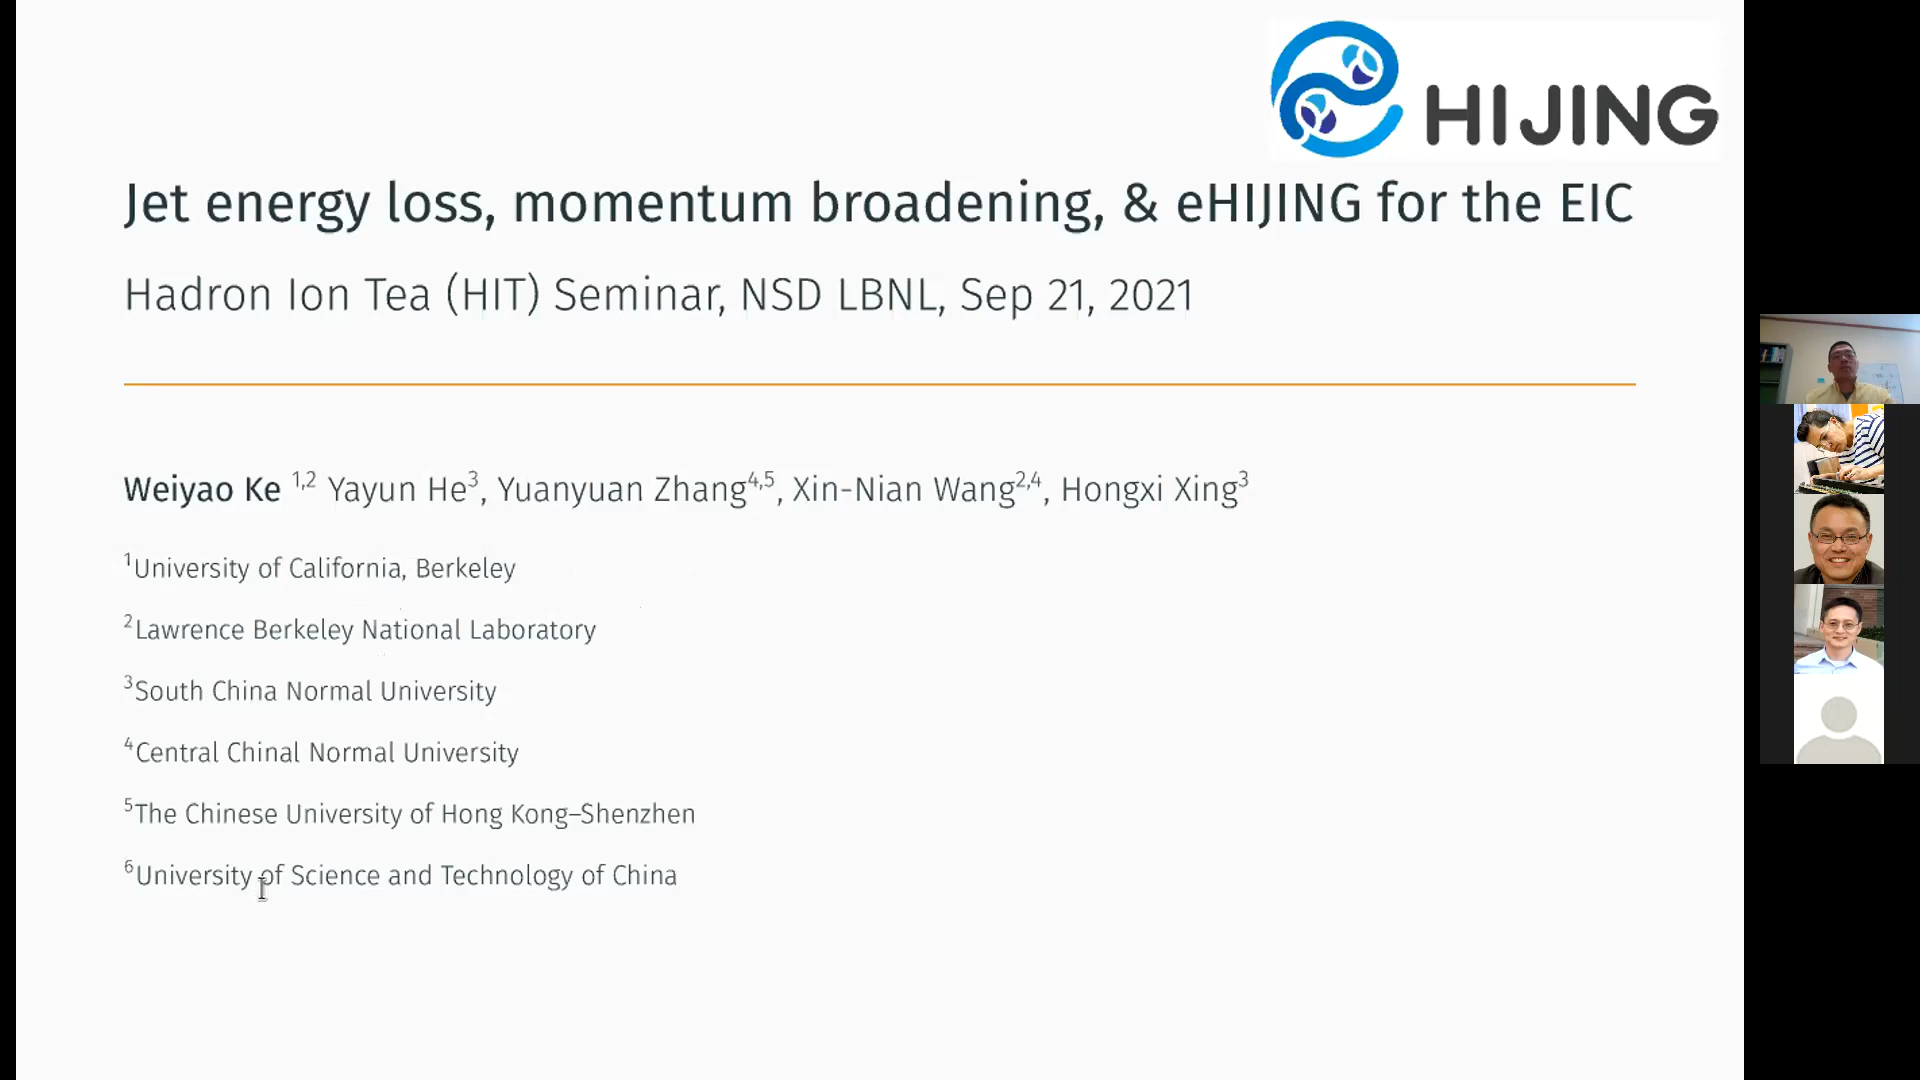 HIJING
Jet energy loss, momentum broadening, & eHIJING for the EIC
Hadron Ion Tea (HIT) Seminar, NSD LBNL, Sep 21, 2021
Weiyao Ke 1,2 Yayun He3, Yuanyuan Zhang4,5, Xin-Nian Wang2,4, Hongxi Xing3
1University of California, Berkeley
2Lawrence Berkeley National Laboratory
3South China Normal University
4Central Chinal Normal University
5The Chinese University of Hong Kong–Shenzhen
6University of Science and Technology of China